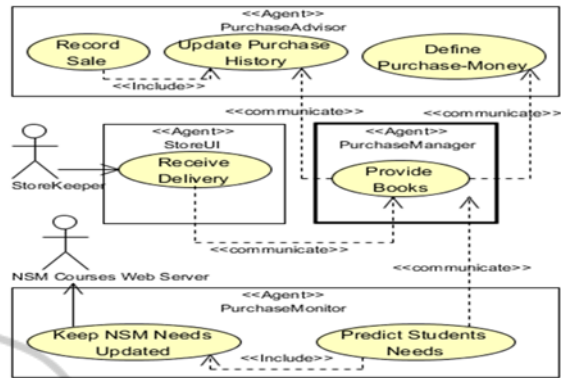 <<Agent>>
PurchaseAdvisor
Record
Sale
Update Purchase
History
Define
Purchase-Money
<<Include>>
<<communicate>>
<<communicate>>
<<Agent>>
StoreUI
Receive
Delivery
<<Agent>>
PurchaseManager
Provide
Books
StoreKeeper
<<communicate>>
<<communicate>>
NSM Courses Web Server
<<Agent>>
PurchaseMonitor
Keep NSM Needs
Updated
Predict Students
Needs
<<Include>>